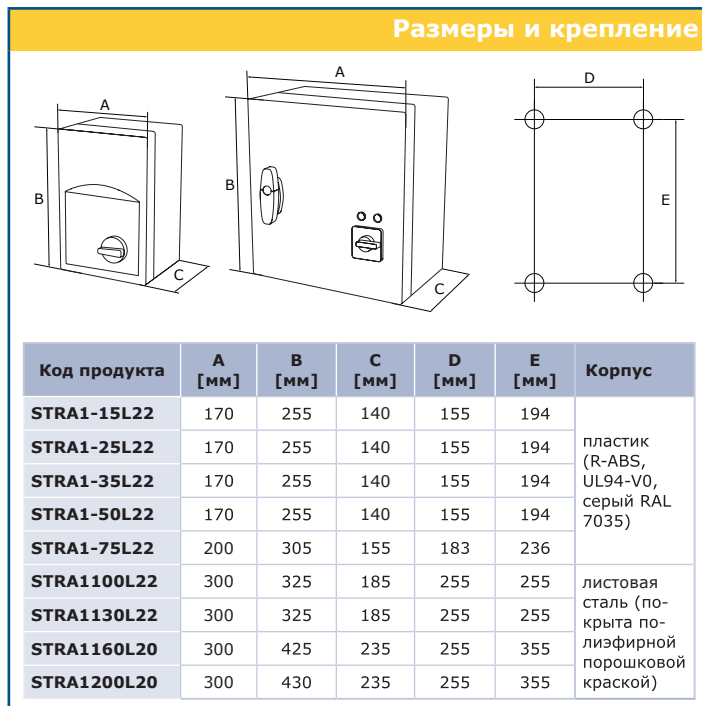 Размеры и крепление
A
B
C
A
B
C
D
E
Код продукта A [мм] B [мм] C [мм] D [мм] E [мм] Корпус
STRA1-15L22 170 255 140 155 194
STRA1-25L22 170 255 140 155 194
STRA1-35L22 170 255 140 155 194
STRA1-50L22 170 255 140 155 194
STRA1-75L22 200 305 155 183 236
пластик
(R-ABS,
UL94-V0,
серый RAL
7035)
STRA1100L22 300 325 185 255 255
STRA1130L22 300 325 185 255 255
STRA1160L20 300 425 235 255 355
STRA1200L20 300 430 235 255 355
листовая
сталь (по-
крыта по-
лиэфирной
порошковой
краской)